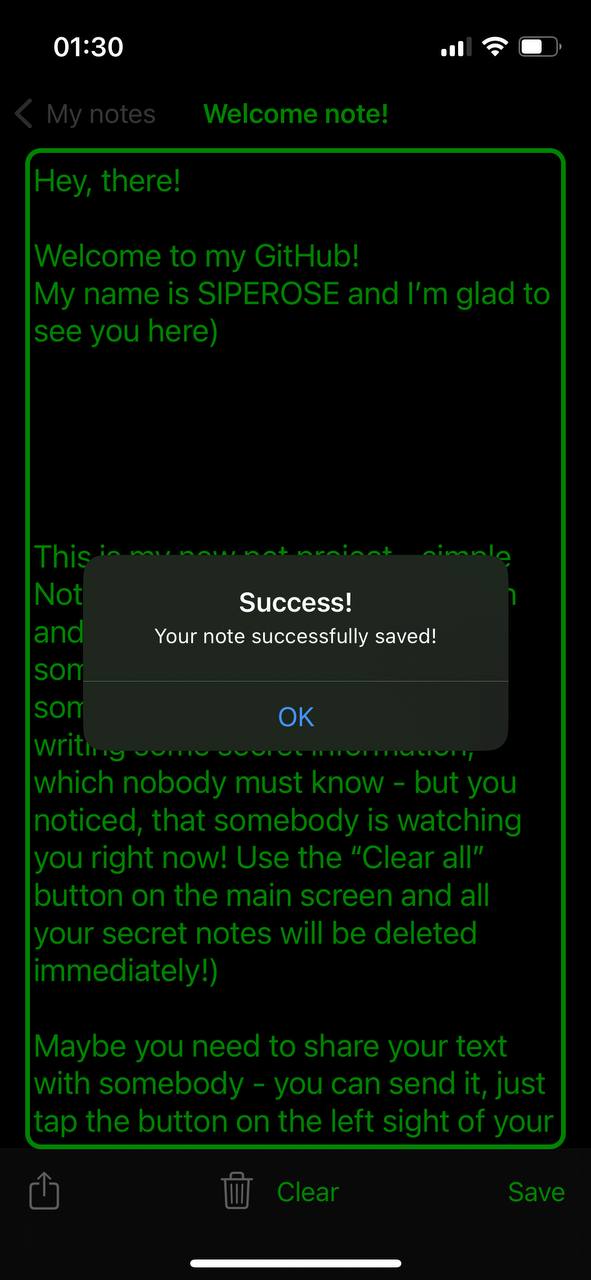 01:30
My notes
Welcome note!
Hey, there!
Welcome to my GitHub!
My name is SIPEROSE and I'm glad to
see you here)
This is my new pet project - simple
Not
and
som
som
Success!
Your note successfully saved!
OK
writing some secret information,
which nobody must know - but you
noticed, that somebody is watching
you right now! Use the “Clear all”
button on the main screen and all
your secret notes will be deleted
immediately!)
Maybe you need to share your text
with somebody - you can send it, just
tap the button on the left sight of your
Clear
Save